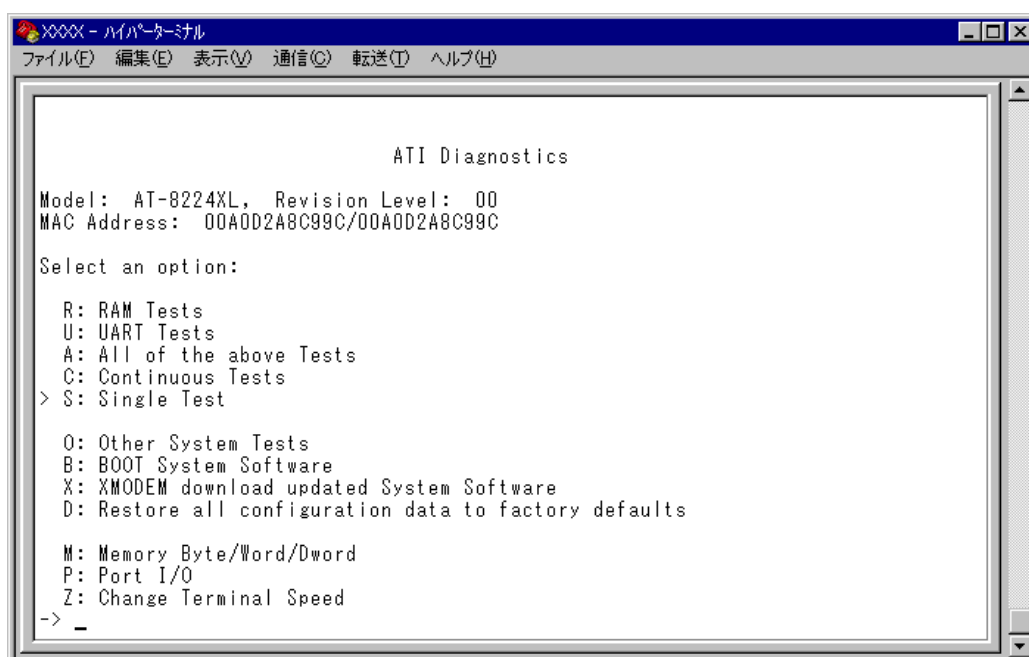 XXXX - ﾊｲﾊﾟｰﾀｰﾐﾅﾙ
ファイル(F) 編集(E) 表示(V) 通信(C) 転送(T) ヘルプ(H)
ATI Diagnostics
Model: AT-8224XL, Revision Level: 00
MAC Address: 00A0D2A8C99C/00A0D2A8C99C
Select an option:
R: RAM Tests
U: UART Tests
A: All of the above Tests
C: Continuous Tests
> S: Single Test
O: Other System Tests
B: BOOT System Software
X: XMODEM download updated System Software
D: Restore all configuration data to factory defaults
M: Memory Byte/Word/Dword
P: Port I/O
Z: Change Terminal Speed
-> _